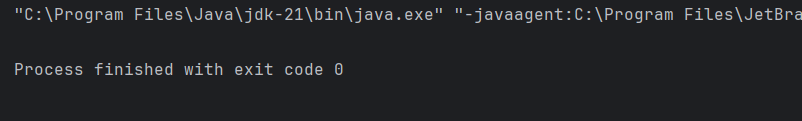 "C:\Program Files\Java\jdk-21\bin\java.exe" "-javaagent:C:\Program Files\JetBra
Process finished with exit code 0